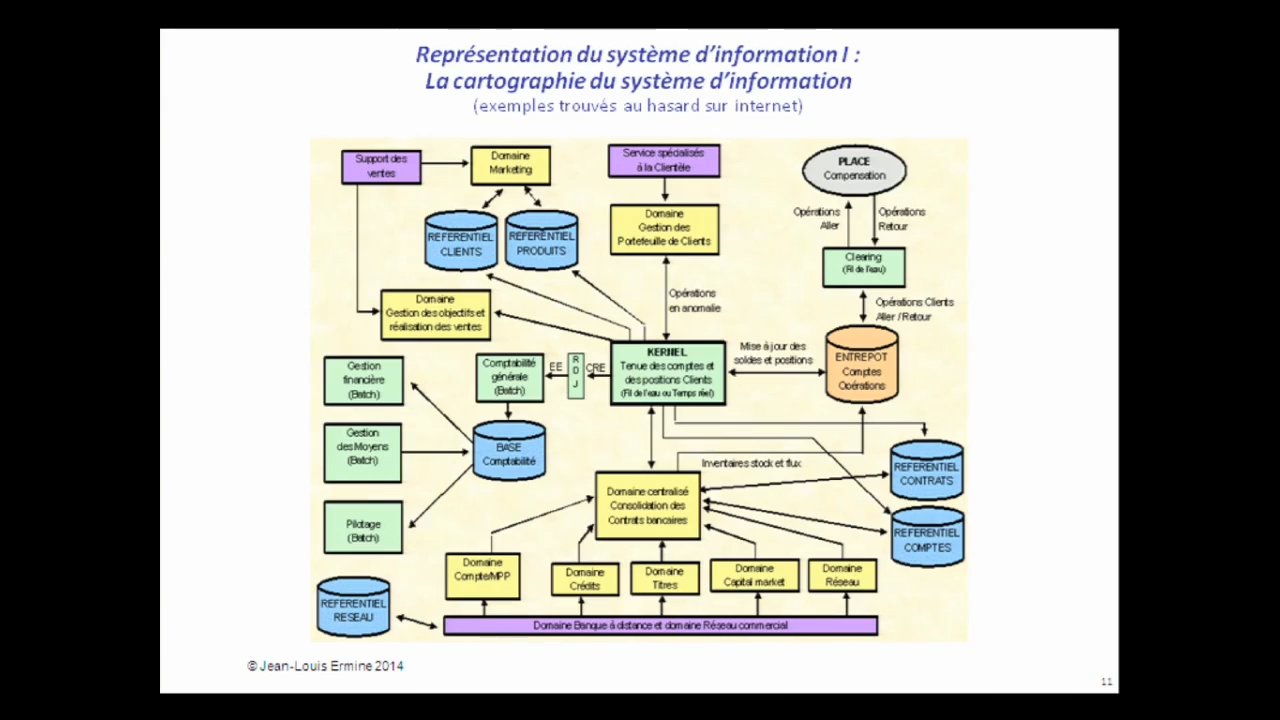 Représentation du système d'information I :
La cartographie du système d'information
(exemples trouvés au hasard sur internet)
Support des
ventes
Domaine
Marketing
Service spécialisés
à la Clientèle
PLACE
Compensation
REFERENTIEL
CLIENTS
REFERENTIEL
PRODUITS
Domaine
Gestion des
Portefeuille de Clients
Opérations
Aller
Opérations
Retour
Clearing
(Fil de l'eau)
Domaine
Gestion des objectifs et
réalisation des ventes
Opérations
en anomalie
Opérations Clients
Aller / Retour
Gestion
financière
(Batch)
Comptabilité
générale
(Batch)
EE
R
D
J
CRE
KERNEL
Tenue des comptes et
des positions Clients
(Fil de l'eau ou Temps réel)
Mise à jour des
soldes et positions
ENTREPOT
Comptes
Opérations
Gestion
des Moyens
(Batch)
BASE
Comptabilité
Inventaires stock et flux
REFERENTIEL
CONTRATS
Domaine centralisé
Consolidation des
Contrats bancaires
Pilotage
(Batch)
REFERENTIEL
COMPTES
Domaine
Compte/MPP
Domaine
Crédits
Domaine
Titres
Domaine
Capital market
Domaine
Réseau
REFERENTIEL
RESEAU
Domaine Banque à distance et domaine Réseau commercial
© Jean-Louis Ermine 2014
11